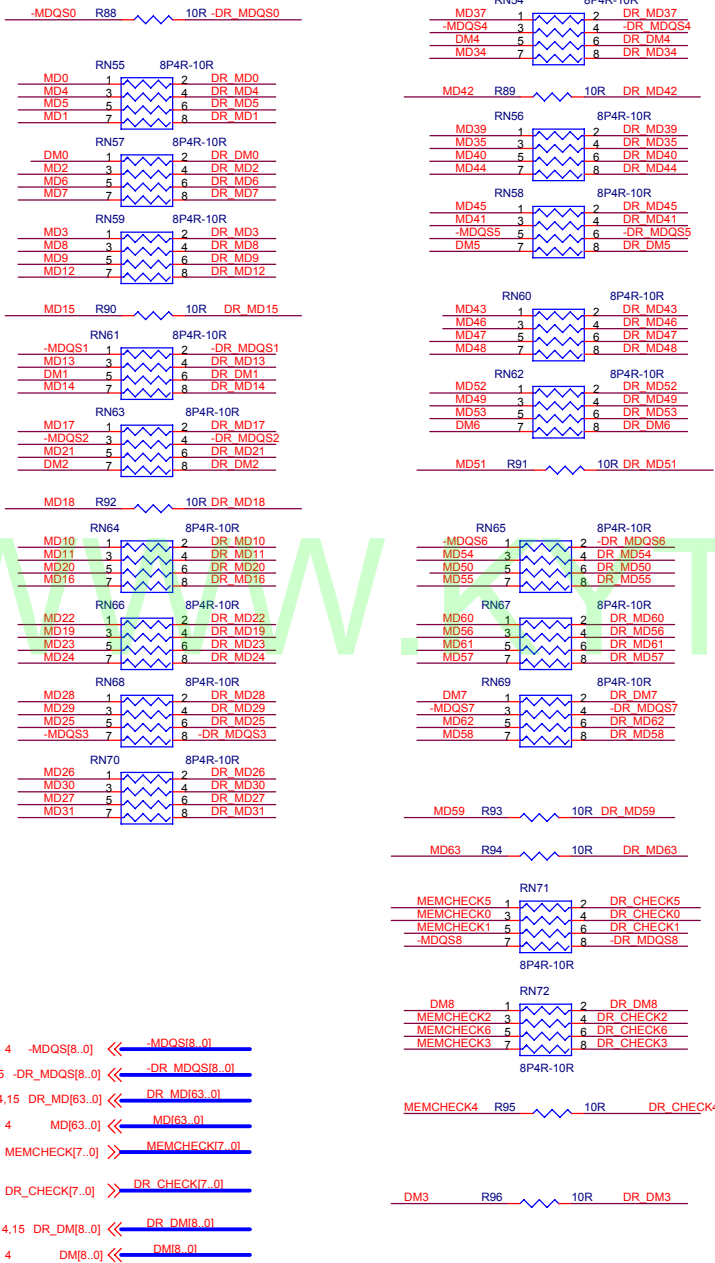 -MDQS0 R88 10R -DR_MDQS0
RN55 8P4R-10R
MD0 1 2 DR_MD0
MD4 3 4 DR_MD4
MD5 5 6 DR_MD5
MD1 7 8 DR_MD1
RN57 8P4R-10R
DM0 1 2 DR_DM0
MD2 3 4 DR_MD2
MD6 5 6 DR_MD6
MD7 7 8 DR_MD7
RN59 8P4R-10R
MD3 1 2 DR_MD3
MD8 3 4 DR_MD8
MD9 5 6 DR_MD9
MD12 7 8 DR_MD12
MD15 R90 10R DR_MD15
RN61 8P4R-10R
-MDQS1 1 2 -DR_MDQS1
MD13 3 4 DR_MD13
DM1 5 6 DR_DM1
MD14 7 8 DR_MD14
RN63 8P4R-10R
MD17 1 2 DR_MD17
-MDQS2 3 4 -DR_MDQS2
MD21 5 6 DR_MD21
DM2 7 8 DR_DM2
MD18 R92 10R DR_MD18
RN64 8P4R-10R
MD10 1 2 DR_MD10
MD11 3 4 DR_MD11
MD20 5 6 DR_MD20
MD16 7 8 DR_MD16
RN66 8P4R-10R
MD22 1 2 DR_MD22
MD19 3 4 DR_MD19
MD23 5 6 DR_MD23
MD24 7 8 DR_MD24
RN68 8P4R-10R
MD28 1 2 DR_MD28
MD29 3 4 DR_MD29
MD25 5 6 DR_MD25
-MDQS3 7 8 -DR_MDQS3
RN70 8P4R-10R
MD26 1 2 DR_MD26
MD30 3 4 DR_MD30
MD27 5 6 DR_MD27
MD31 7 8 DR_MD31
4 -MDQS[8..0] -MDQS[8..0]
-DR_MDQS[8..0] -DR_MDQS[8..0]
4,15 DR_MD[63..0] DR_MD[63..0]
4 MD[63..0] MD[63..0]
MEMCHECK[7..0] MEMCHECK[7..0]
DR_CHECK[7..0] DR_CHECK[7..0]
4,15 DR_DM[8..0] DR_DM[8..0]
4 DM[8..0] DM[8..0]
RN54 8P4R-10R
MD37 1 2 DR_MD37
-MDQS4 3 4 -DR_MDQS4
DM4 5 6 DR_DM4
MD34 7 8 DR_MD34
MD42 R89 10R DR_MD42
RN56 8P4R-10R
MD39 1 2 DR_MD39
MD35 3 4 DR_MD35
MD40 5 6 DR_MD40
MD44 7 8 DR_MD44
RN58 8P4R-10R
MD45 1 2 DR_MD45
MD41 3 4 DR_MD41
-MDQS5 5 6 -DR_MDQS5
DM5 7 8 DR_DM5
RN60 8P4R-10R
MD43 1 2 DR_MD43
MD46 3 4 DR_MD46
MD47 5 6 DR_MD47
MD48 7 8 DR_MD48
RN62 8P4R-10R
MD52 1 2 DR_MD52
MD49 3 4 DR_MD49
MD53 5 6 DR_MD53
DM6 7 8 DR_DM6
MD51 R91 10R DR_MD51
RN65 8P4R-10R
-MDQS6 1 2 -DR_MDQS6
MD54 3 4 DR_MD54
MD50 5 6 DR_MD50
MD55 7 8 DR_MD55
RN67 8P4R-10R
MD60 1 2 DR_MD60
MD56 3 4 DR_MD56
MD61 5 6 DR_MD61
MD57 7 8 DR_MD57
RN69 8P4R-10R
DM7 1 2 DR_DM7
-MDQS7 3 4 -DR_MDQS7
MD62 5 6 DR_MD62
MD58 7 8 DR_MD58
MD59 R93 10R DR_MD59
MD63 R94 10R DR_MD63
RN71
MEMCHECK5 1 2 DR_CHECK5
MEMCHECK0 3 4 DR_CHECK0
MEMCHECK1 5 6 DR_CHECK1
-MDQS8 7 8 -DR_MDQS8
8P4R-10R
RN72
DM8 1 2 DR_DM8
MEMCHECK2 3 4 DR_CHECK2
MEMCHECK6 5 6 DR_CHECK6
MEMCHECK3 7 8 DR_CHECK3
8P4R-10R
MEMCHECK4 R95 10R DR_CHECK4
DM3 R96 10R DR_DM3
WWW.KYT